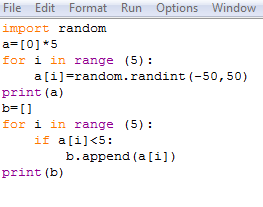 File Edit Format Run Options Window
import random
a=[0]*5
for i in range (5):
    a[i]=random.randint(-50,50)
print(a)
b=[]
for i in range (5):
    if a[i]<5:
        b.append(a[i])
print(b)